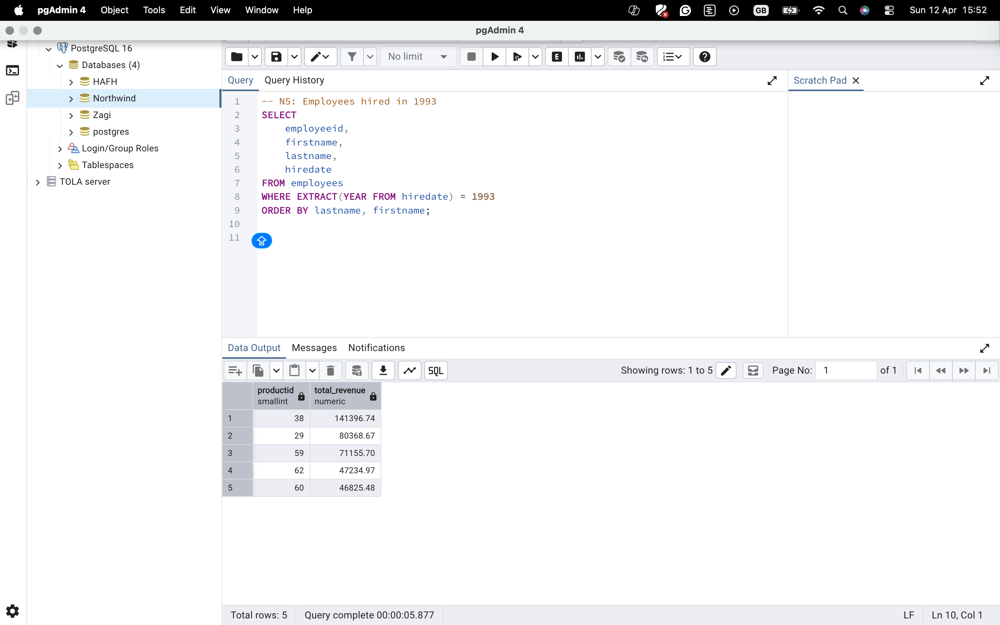 pgAdmin 4 Object Tools Edit View Window Help GB Sun 12 Apr 15:52
pgAdmin 4
PostgreSQL 16
Databases (4)
HAFH
Northwind
Zagi
postgres
Login/Group Roles
Tablespaces
TOLA server
No limit
E
Query Query History
Scratch Pad
1 -- N5: Employees hired in 1993
2 SELECT
3 employeeid,
4 firstname,
5 lastname,
6 hiredate
7 FROM employees
8 WHERE EXTRACT(YEAR FROM hiredate) = 1993
9 ORDER BY lastname, firstname;
10
11
Data Output Messages Notifications
SQL Showing rows: 1 to 5 Page No: 1 of 1
productid total_revenue
smallint numeric
1 38 141396.74
2 29 80368.67
3 59 71155.70
4 62 47234.97
5 60 46825.48
Total rows: 5 Query complete 00:00:05.877 LF Ln 10, Col 1